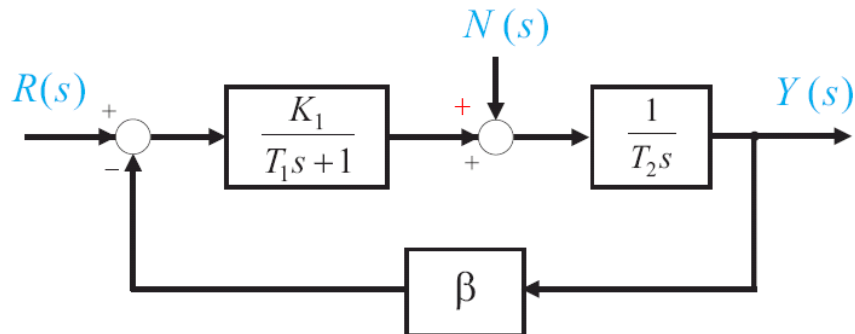 N(s)
R(s)
+
K₁
T₁s+1
+
+
1
T₂s
Y(s)
−
β